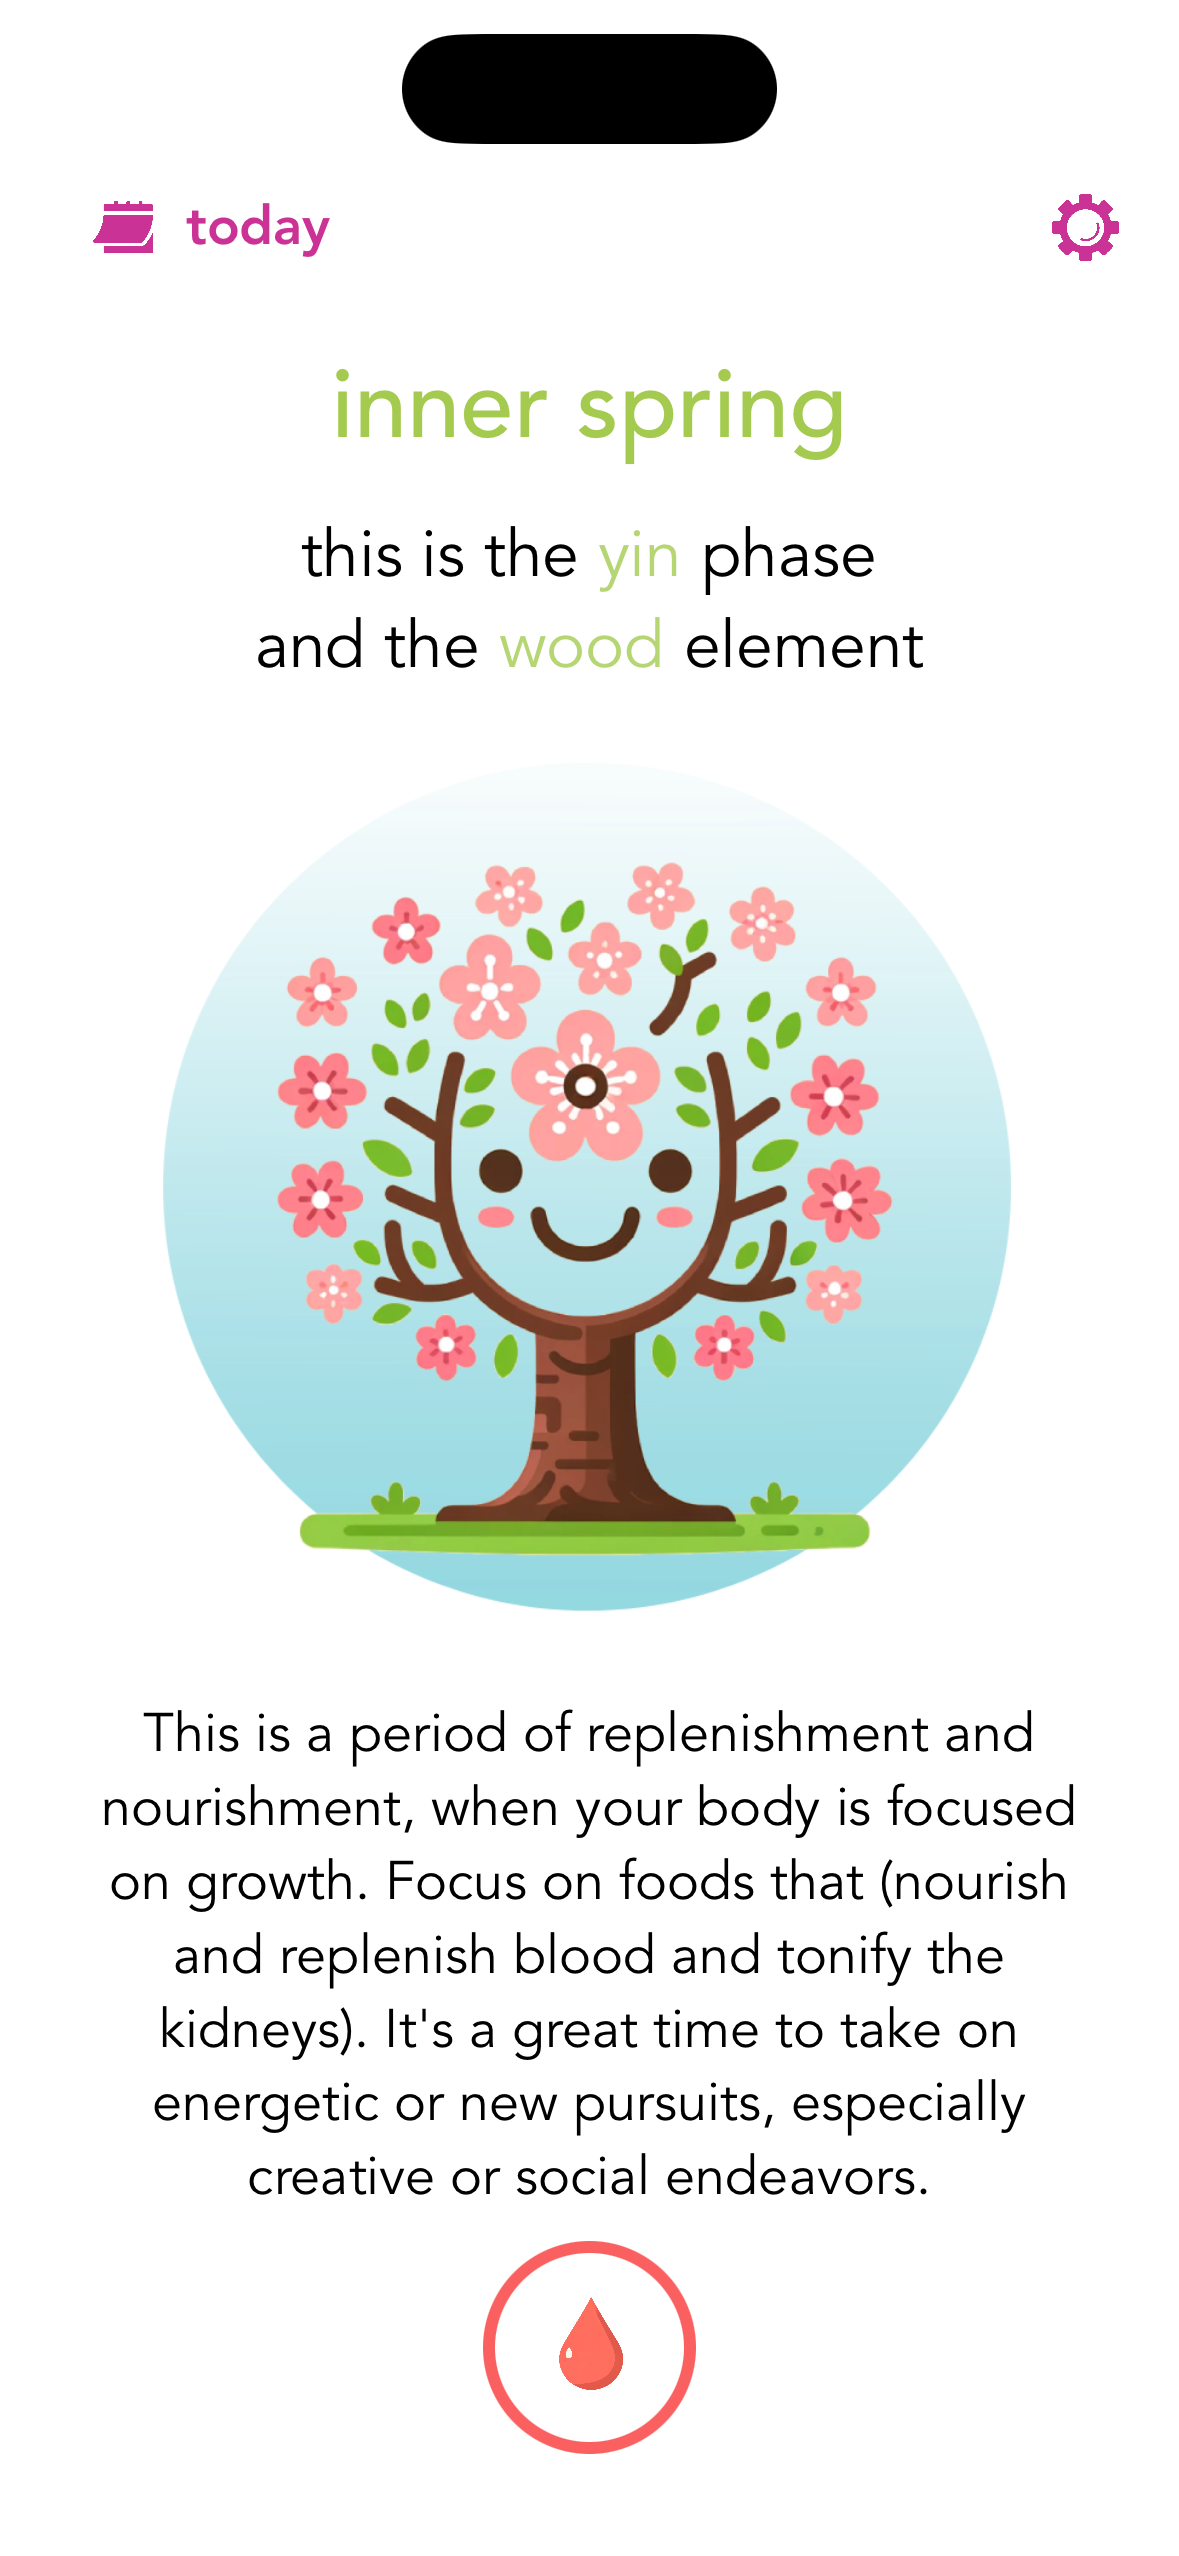 today
inner spring
this is the yin phase
and the wood element
This is a period of replenishment and
nourishment, when your body is focused
on growth. Focus on foods that (nourish
and replenish blood and tonify the
kidneys). It's a great time to take on
energetic or new pursuits, especially
creative or social endeavors.